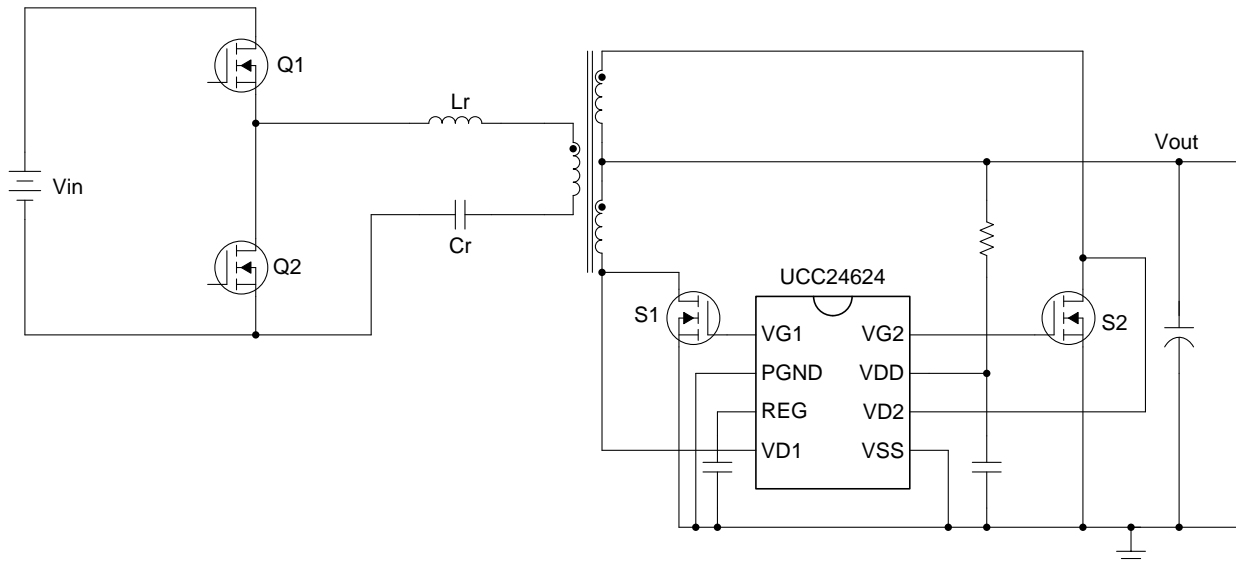 Q1
Lr
Vout
Vin
Cr
Q2
UCC24624
S1
S2
VG1
VG2
PGND
VDD
REG
VD2
VD1
VSS